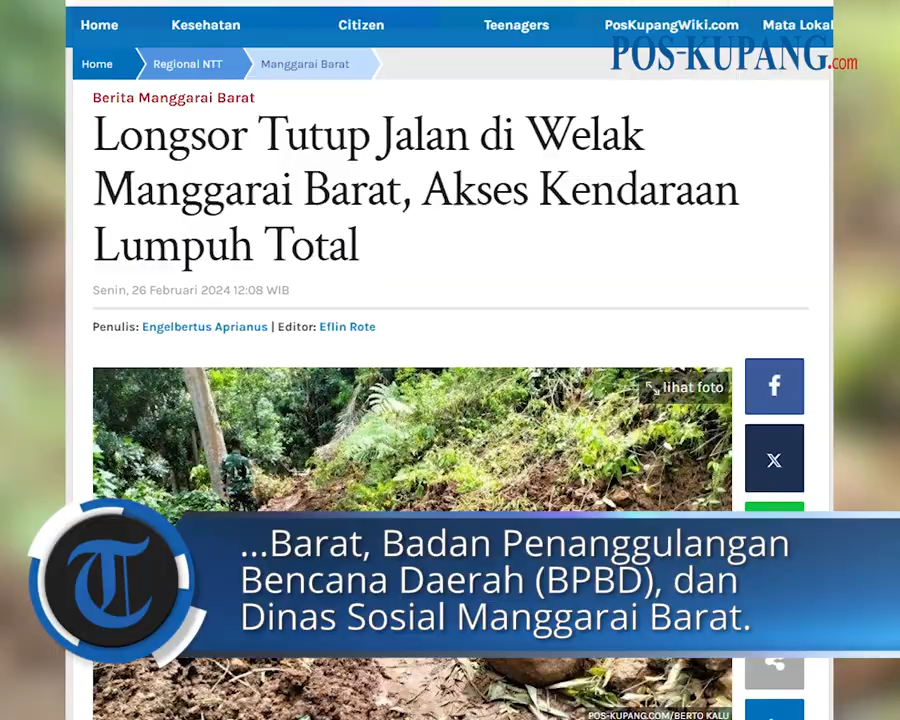 Home Kesehatan Citizen Teenagers PosKupangWiki.com Mata Lokal
POS-KUPANG.com
Home Regional NTT Manggarai Barat
Berita Manggarai Barat
Longsor Tutup Jalan di Welak
Manggarai Barat, Akses Kendaraan
Lumpuh Total
Senin, 26 Februari 2024 12:08 WIB
Penulis: Engelbertus Aprianus | Editor: Eflin Rote
lihat foto
...Barat, Badan Penanggulangan
Bencana Daerah (BPBD), dan
Dinas Sosial Manggarai Barat.
POS-KUPANG.COM/BERTO KALU